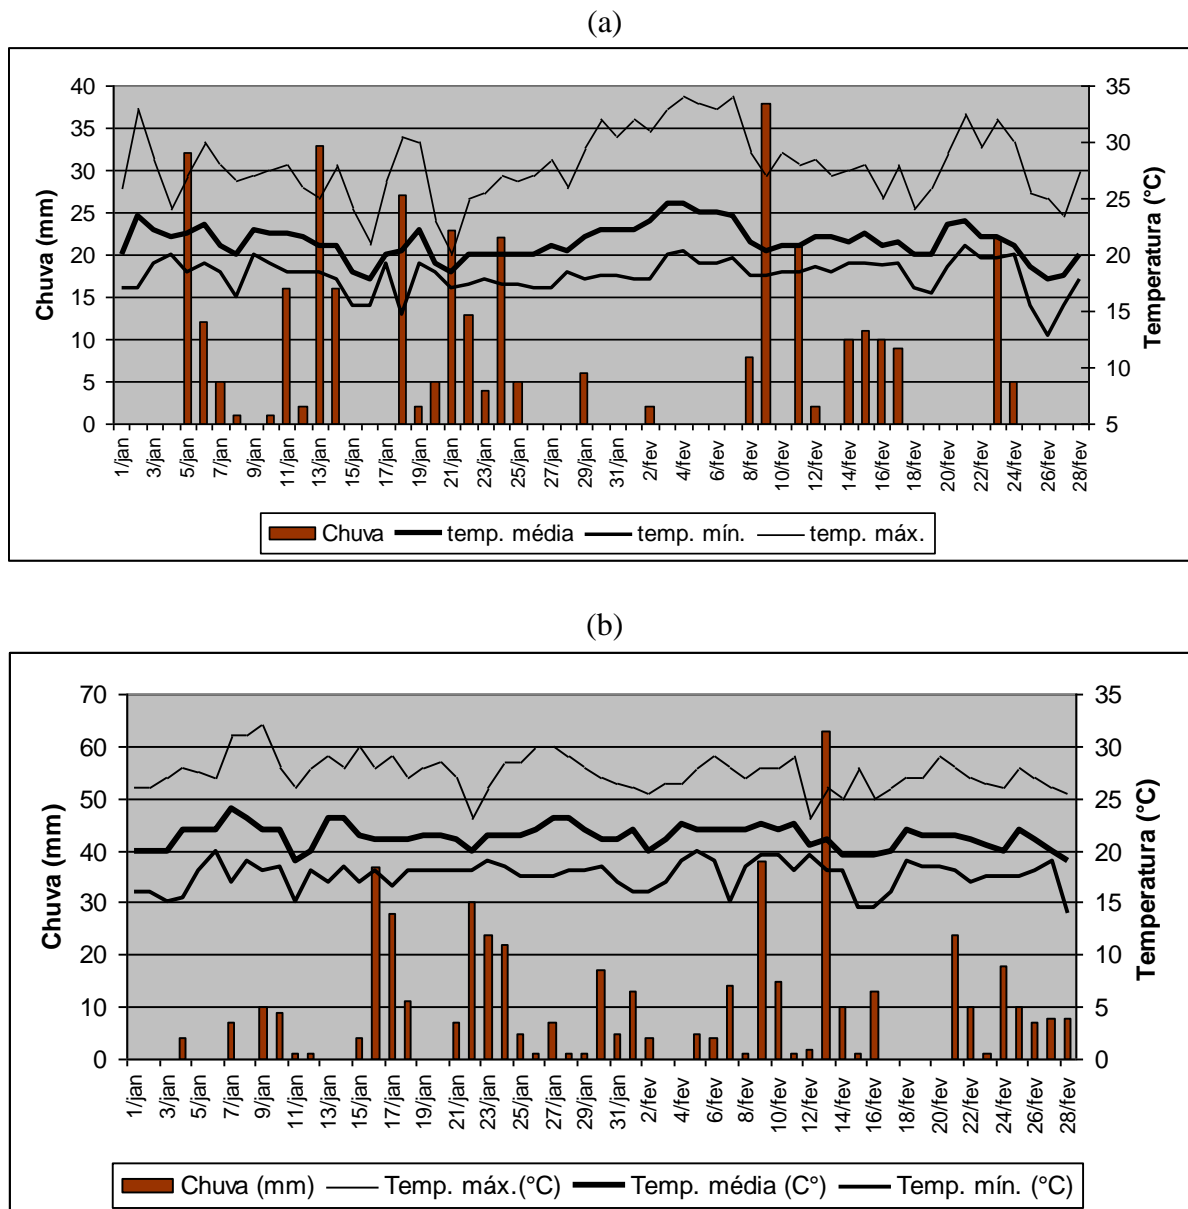 (a)
40
35
30
25
20
15
10
5
0
Chuva (mm)
35
30
25
20
15
10
5
Temperatura (°C)
1/jan
3/jan
5/jan
7/jan
9/jan
11/jan
13/jan
15/jan
17/jan
19/jan
21/jan
23/jan
25/jan
27/jan
29/jan
31/jan
2/fev
4/fev
6/fev
8/fev
10/fev
12/fev
14/fev
16/fev
18/fev
20/fev
22/fev
24/fev
26/fev
28/fev
Chuva temp. média temp. mín. temp. máx.
(b)
70
60
50
40
30
20
10
0
Chuva (mm)
35
30
25
20
15
10
5
0
Temperatura (°C)
1/jan
3/jan
5/jan
7/jan
9/jan
11/jan
13/jan
15/jan
17/jan
19/jan
21/jan
23/jan
25/jan
27/jan
29/jan
31/jan
2/fev
4/fev
6/fev
8/fev
10/fev
12/fev
14/fev
16/fev
18/fev
20/fev
22/fev
24/fev
26/fev
28/fev
Chuva (mm) Temp. máx.(°C) Temp. média (C°) Temp. mín. (°C)